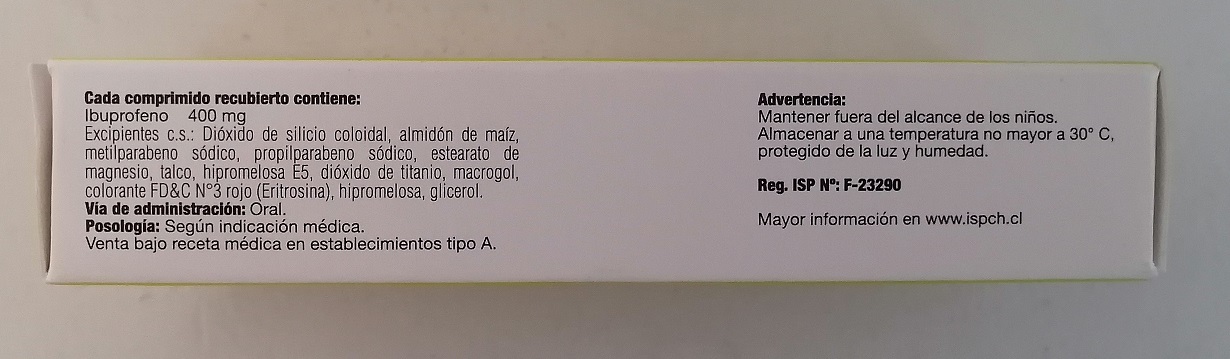 Cada comprimido recubierto contiene:
Ibuprofeno 400 mg
Excipientes c.s.: Dióxido de silicio coloidal, almidón de maíz,
metilparabeno sódico, propilparabeno sódico, estearato de
magnesio, talco, hipromelosa E5, dióxido de titanio, macrogol,
colorante FD&C N°3 rojo (Eritrosina), hipromelosa, glicerol.
Vía de administración: Oral.
Posología: Según indicación médica.
Venta bajo receta médica en establecimientos tipo A.
Advertencia:
Mantener fuera del alcance de los niños.
Almacenar a una temperatura no mayor a 30° C,
protegido de la luz y humedad.
Reg. ISP Nº: F-23290
Mayor información en www.ispch.cl